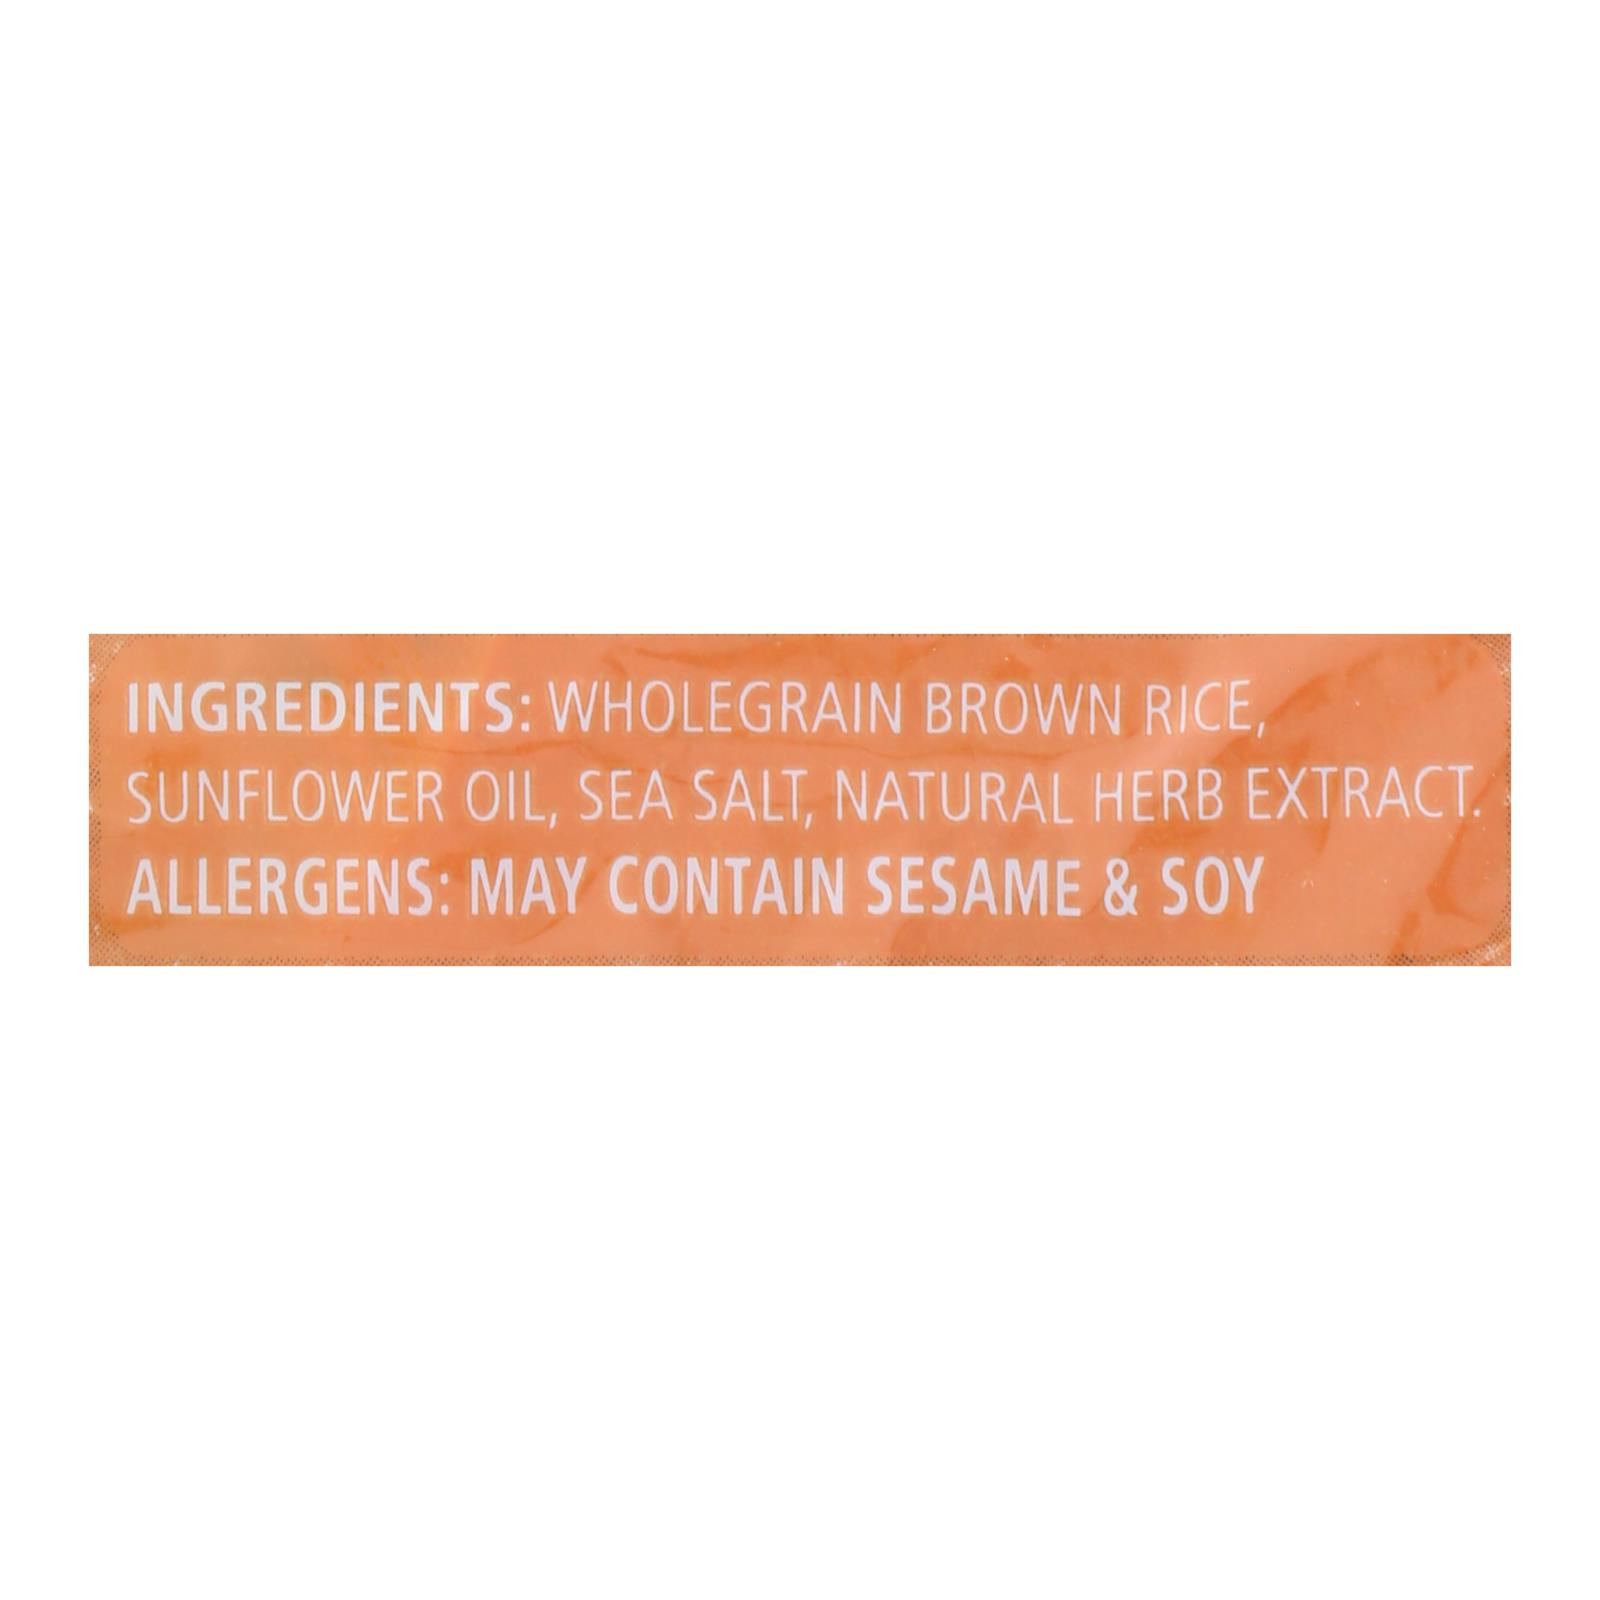 INGREDIENTS: WHOLEGRAIN BROWN RICE,
SUNFLOWER OIL, SEA SALT, NATURAL HERB EXTRACT.
ALLERGENS: MAY CONTAIN SESAME & SOY